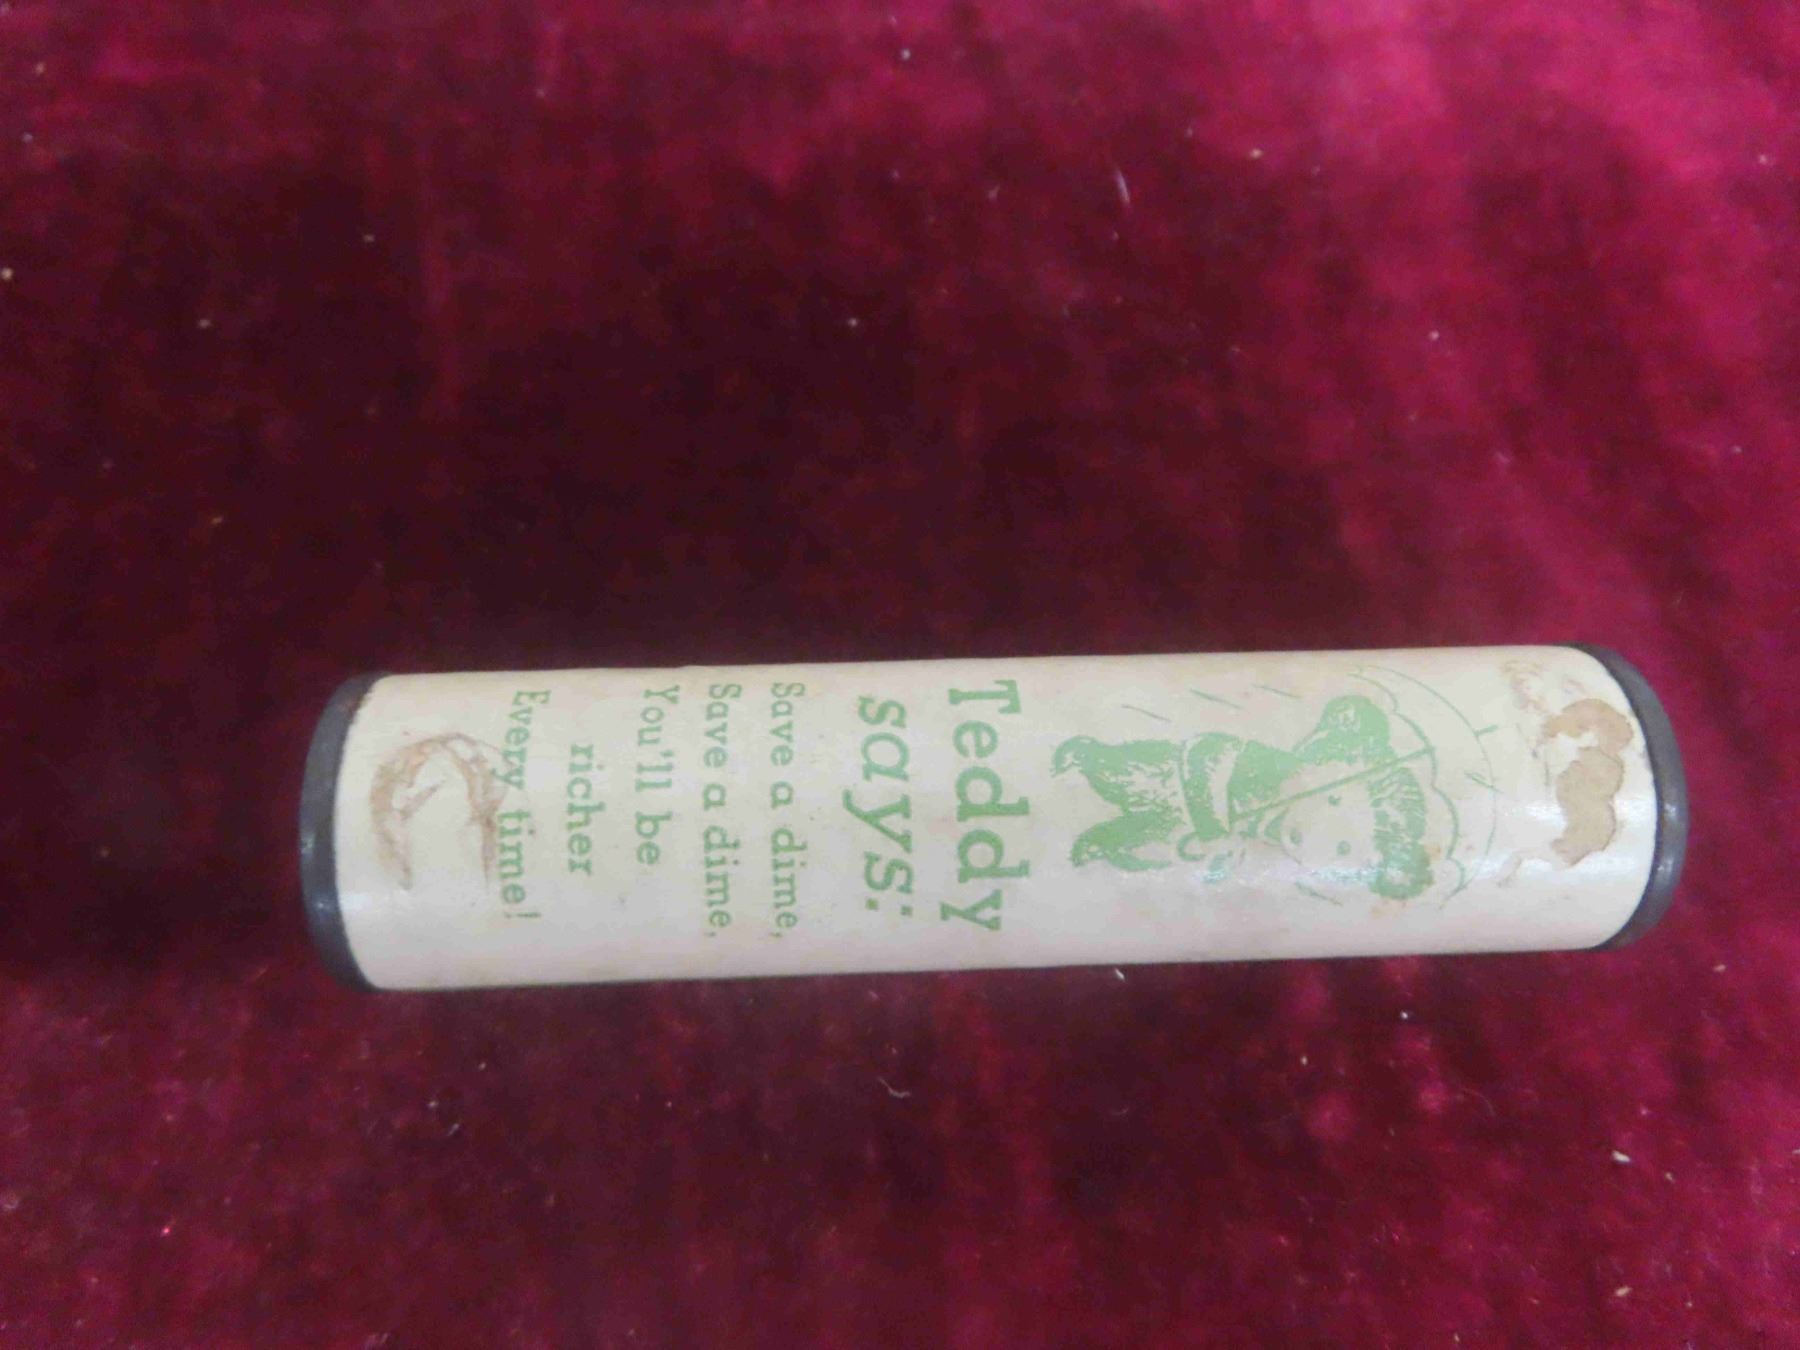 Teddy
says:
Save a dime,
Save a dime,
You'll be
richer
Every time!